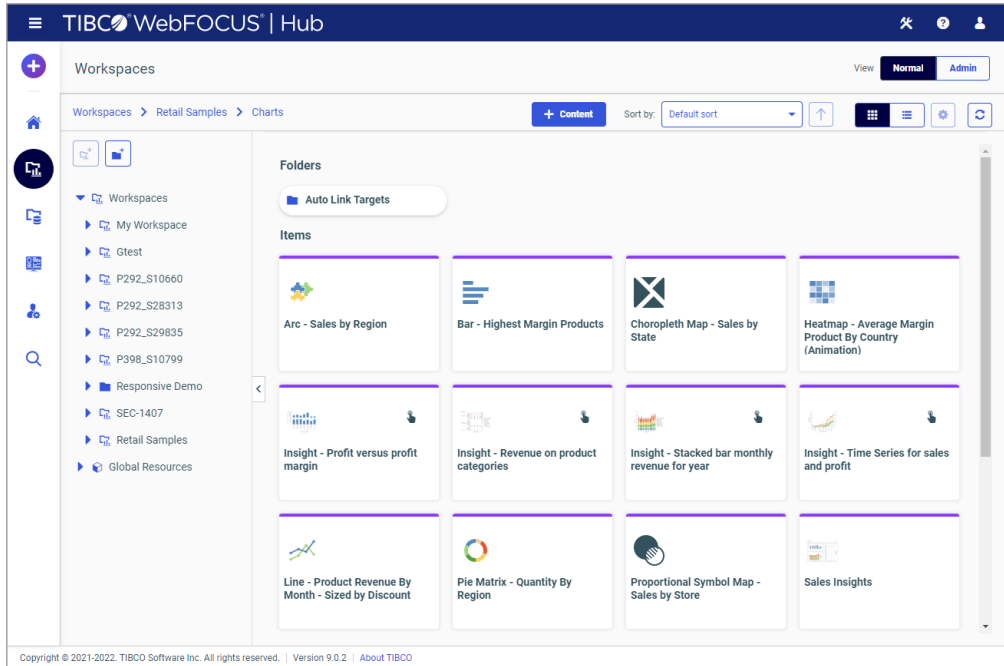 TIBCO WebFOCUS® | Hub
Workspaces
View
Normal
Admin
Workspaces > Retail Samples > Charts
+ Content
Sort by:
Default sort
Workspaces
My Workspace
Gtest
P292_S10660
P292_S28313
P292_S29835
P398_S10799
Responsive Demo
SEC-1407
Retail Samples
Global Resources
Folders
Auto Link Targets
Items
Arc - Sales by Region
Bar - Highest Margin Products
Choropleth Map - Sales by
State
Heatmap - Average Margin
Product By Country
(Animation)
Insight - Profit versus profit
margin
Insight - Revenue on product
categories
Insight - Stacked bar monthly
revenue for year
Insight - Time Series for sales
and profit
Line - Product Revenue By
Month - Sized by Discount
Pie Matrix - Quantity By
Region
Proportional Symbol Map -
Sales by Store
Sales Insights
Copyright © 2021-2022. TIBCO Software Inc. All rights reserved. | Version 9.0.2 | About TIBCO